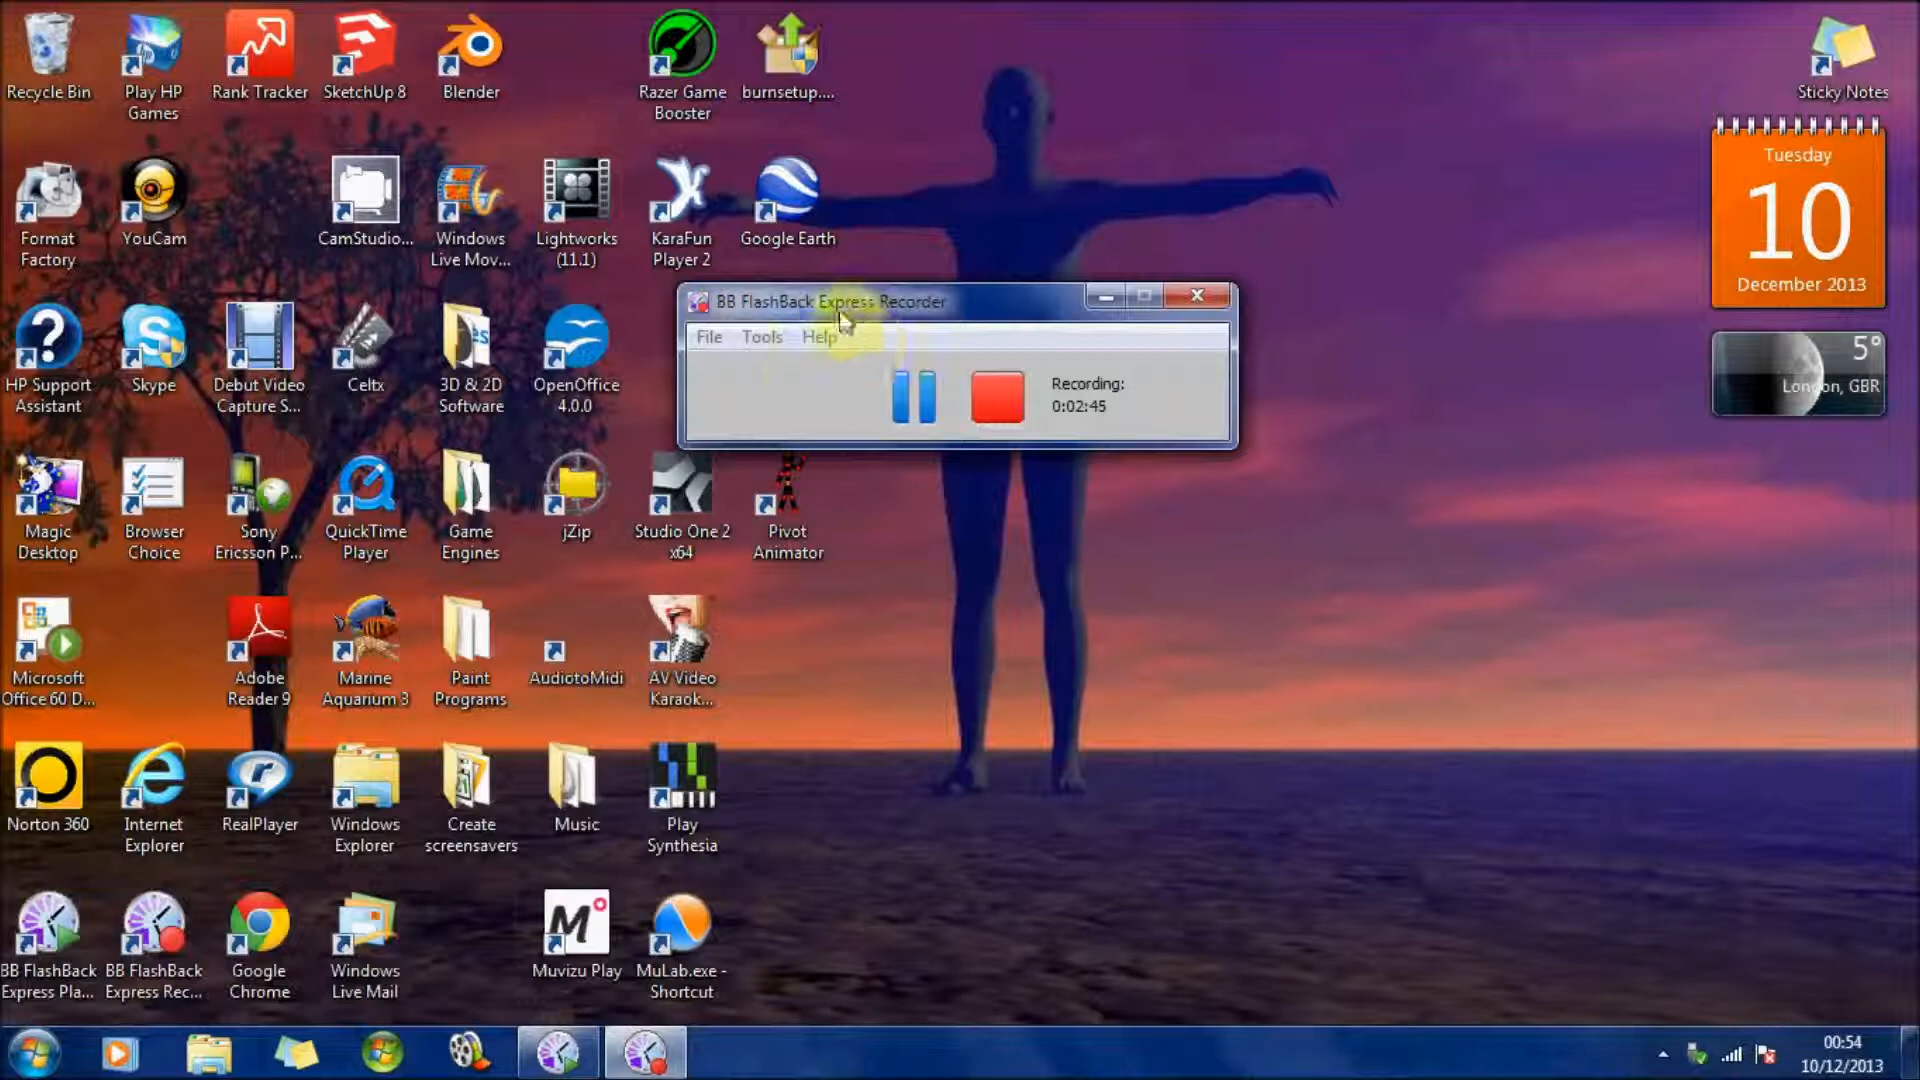 Recycle Bin
Play HP
Games
Rank Tracker
SketchUp 8
Blender
Razer Game
Booster
burnsetup....
Sticky Notes
Tuesday
10
December 2013
Format
Factory
YouCam
CamStudio...
Windows
Live Mov...
Lightworks
(11.1)
KaraFun
Player 2
Google Earth
BB FlashBack Express Recorder
File Tools Help
Recording:
0:02:45
5°
London, GBR
HP Support
Assistant
Skype
Debut Video
Capture S...
Celtx
3D & 2D
Software
OpenOffice
4.0.0
Magic
Desktop
Browser
Choice
Sony
Ericsson P...
QuickTime
Player
Game
Engines
jZip
Studio One 2
x64
Pivot
Animator
Microsoft
Office 60 D...
Adobe
Reader 9
Marine
Aquarium 3
Paint
Programs
AudiotoMidi
AV Video
Karaok...
Norton 360
Internet
Explorer
RealPlayer
Windows
Explorer
Create
screensavers
Music
Play
Synthesia
BB FlashBack
Express Pla...
BB FlashBack
Express Rec...
Google
Chrome
Windows
Live Mail
M
Muvizu Play
MuLab.exe -
Shortcut
00:54
10/12/2013